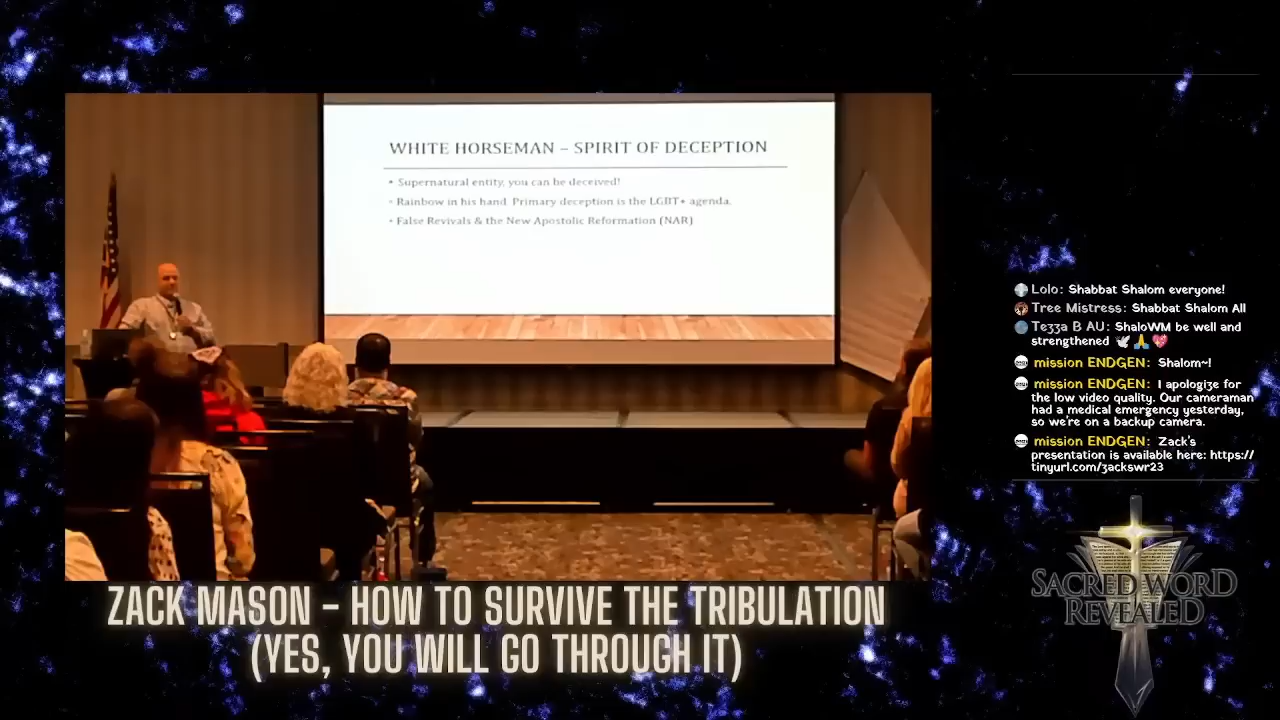 WHITE HORSEMAN – SPIRIT OF DECEPTION
• Supernatural entity, you can be deceived!
• Rainbow in his hand. Primary deception is the LGBT+ agenda.
• False Revivals & the New Apostolic Reformation (NAR)
Lolo: Shabbat Shalom everyone!
Tree Mistress: Shabbat Shalom All
Tezza B AU: ShaloWM be well and
strengthened 🕊🙏💖
mission ENDGEN: Shalom~!
mission ENDGEN: I apologize for
the low video quality. Our cameraman
had a medical emergency yesterday,
so we're on a backup camera.
mission ENDGEN: Zack's
presentation is available here: https://
tinyurl.com/zackswr23
SACRED WORD
REVEALED
ZACK MASON - HOW TO SURVIVE THE TRIBULATION
(YES, YOU WILL GO THROUGH IT)